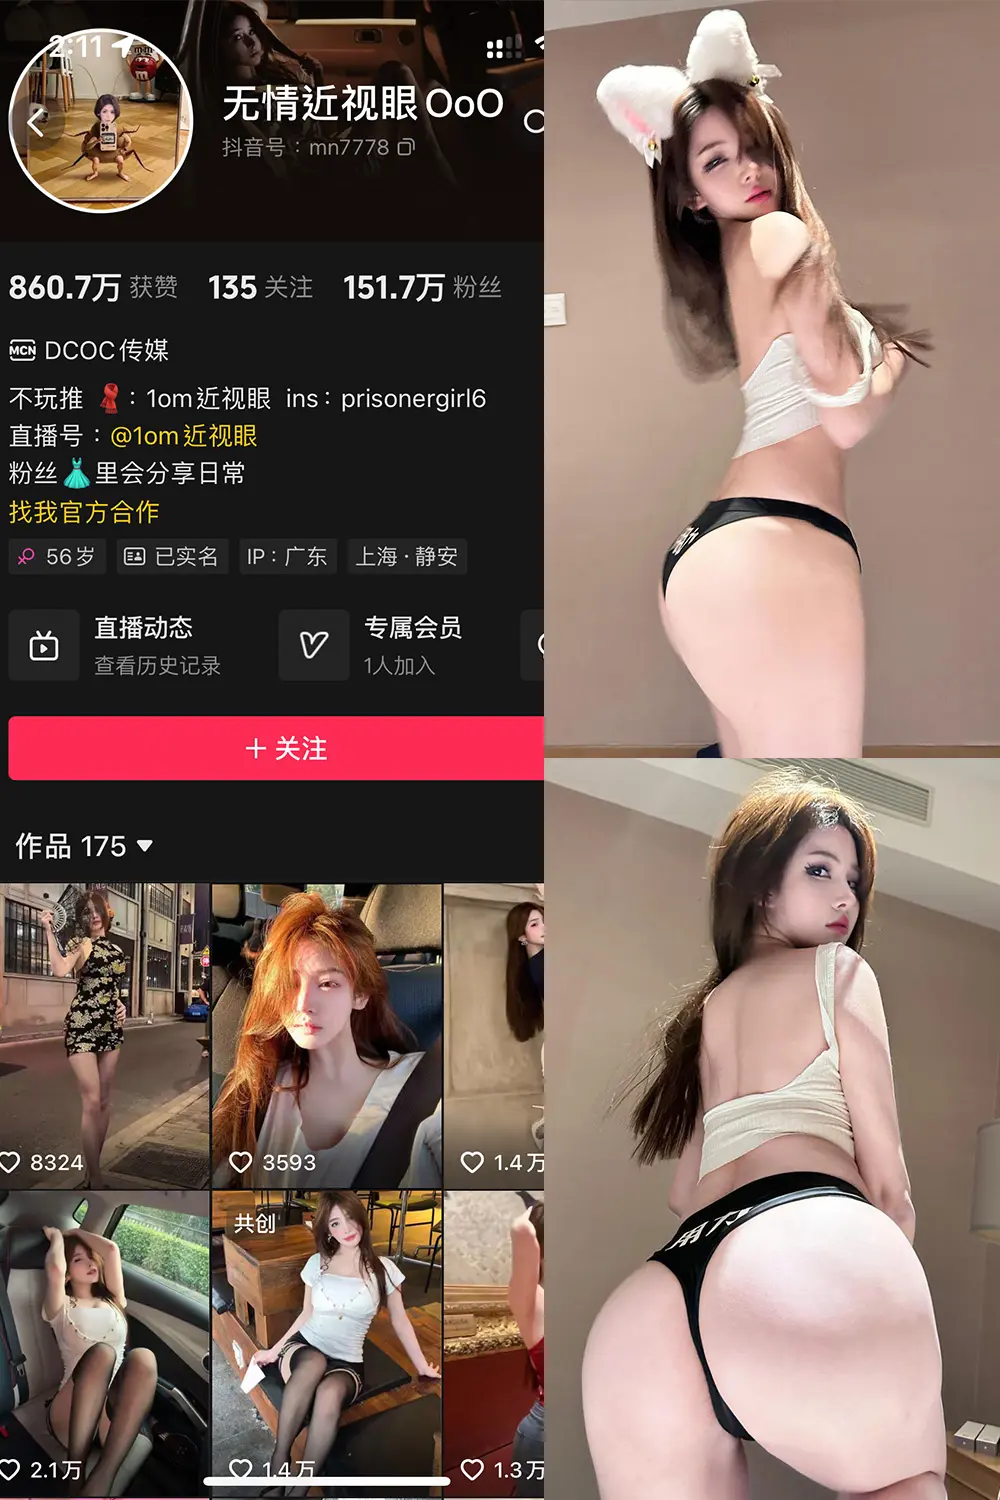 2:11
无情近视眼OoO
抖音号：mn7778
860.7万 获赞 135 关注 151.7万 粉丝
MCN DCOC传媒
不玩推 🧣：1om近视眼 ins：prisonergirl6
直播号：@1om近视眼
粉丝👗里会分享日常
找我官方合作
56岁 已实名 IP：广东 上海·静安
直播动态 专属会员
查看历史记录 1人加入
＋关注
作品 175
8324 3593 1.4万
共创
2.1万 1.4万 1.3万